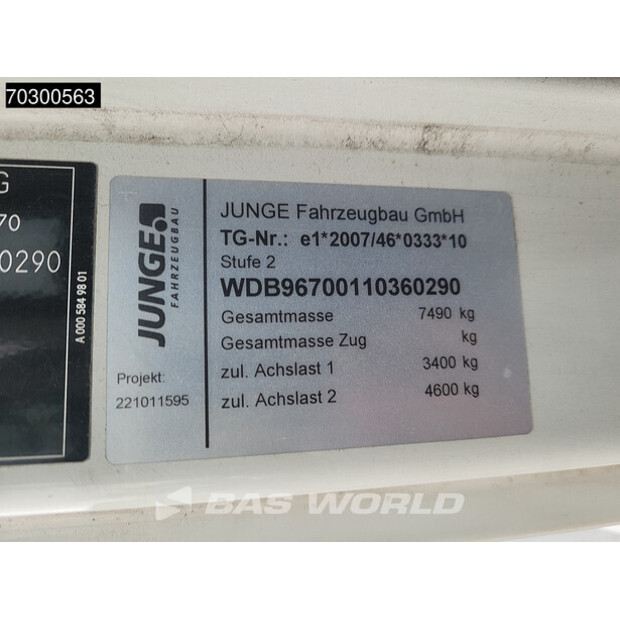 70300563
G
70
0290
A 000 584 98 01
JUNGE
FAHRZEUGBAU
Projekt:
221011595
JUNGE Fahrzeugbau GmbH
TG-Nr.: e1*2007/46*0333*10
Stufe 2
WDB96700110360290
Gesamtmasse 7490 kg
Gesamtmasse Zug kg
zul. Achslast 1 3400 kg
zul. Achslast 2 4600 kg
BAS WORLD